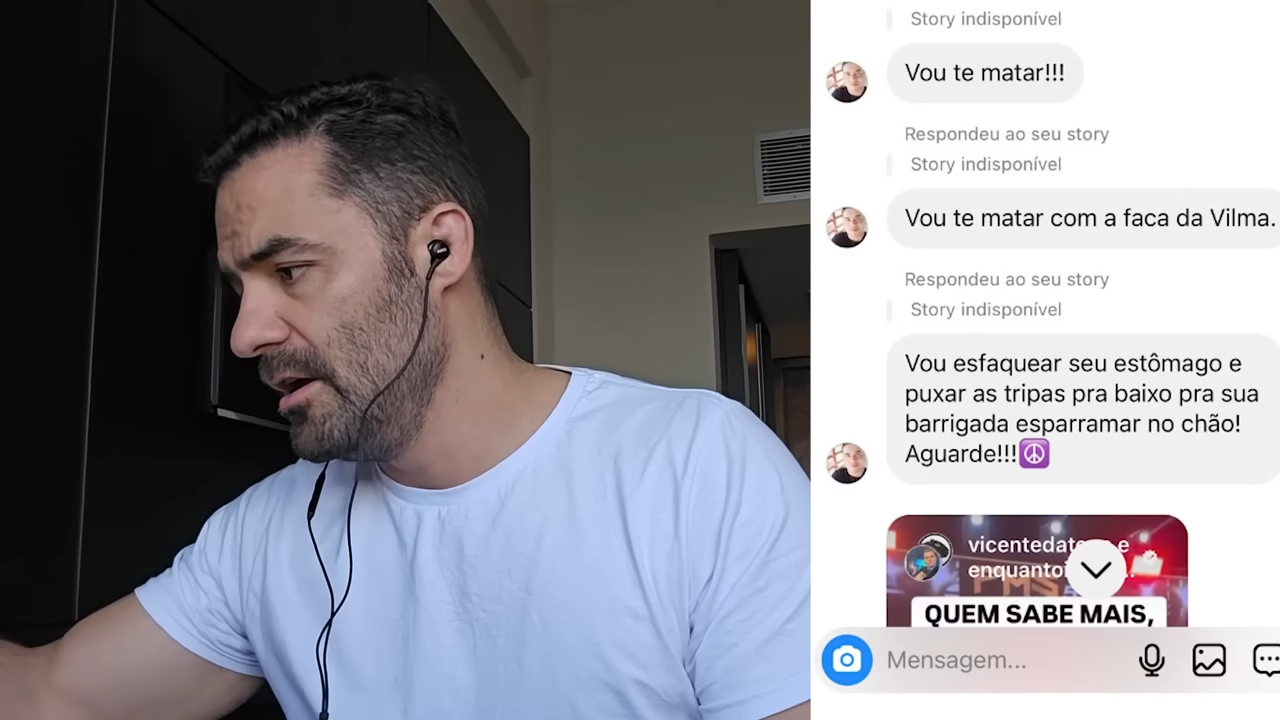 Story indisponível
Vou te matar!!!
Respondeu ao seu story
Story indisponível
Vou te matar com a faca da Vilma.
Respondeu ao seu story
Story indisponível
Vou esfaquear seu estômago e
puxar as tripas pra baixo pra sua
barrigada esparramar no chão!
Aguarde!!!☮️
e
QUEM SABE MAIS,
Mensagem...